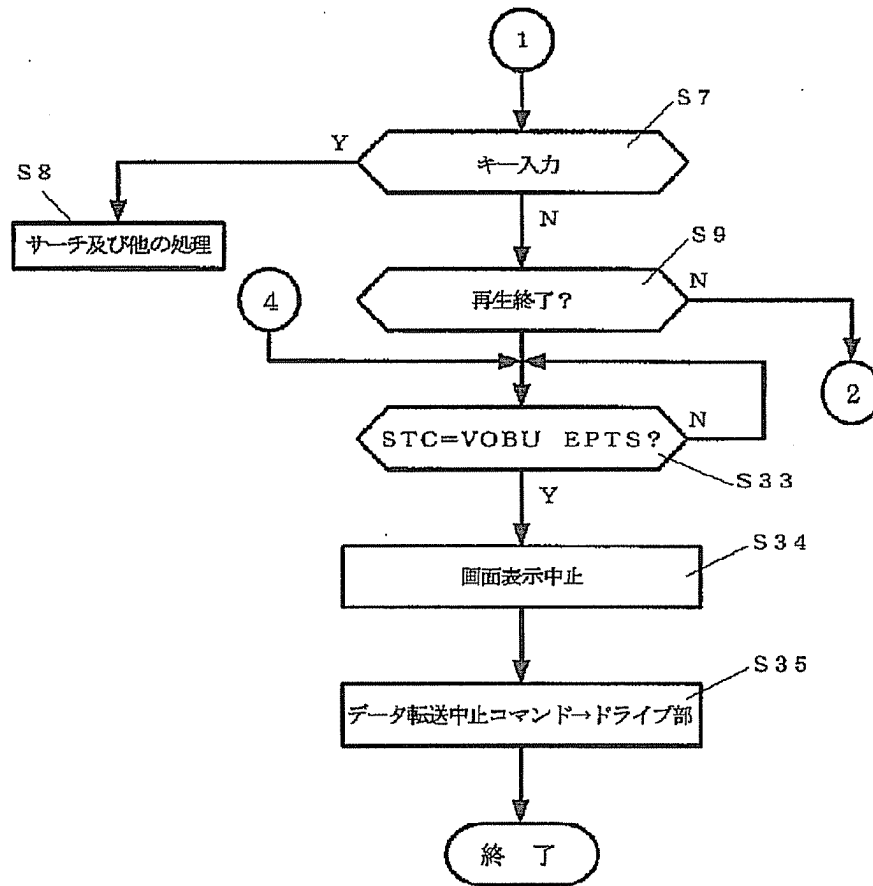 1
S7
Y
キー入力
S8
N
サーチ及び他の処理
S9
N
再生終了?
4
2
N
STC=VOBU EPTS?
S33
Y
S34
画面表示中止
S35
データ転送中止コマンド→ドライブ部
終 了